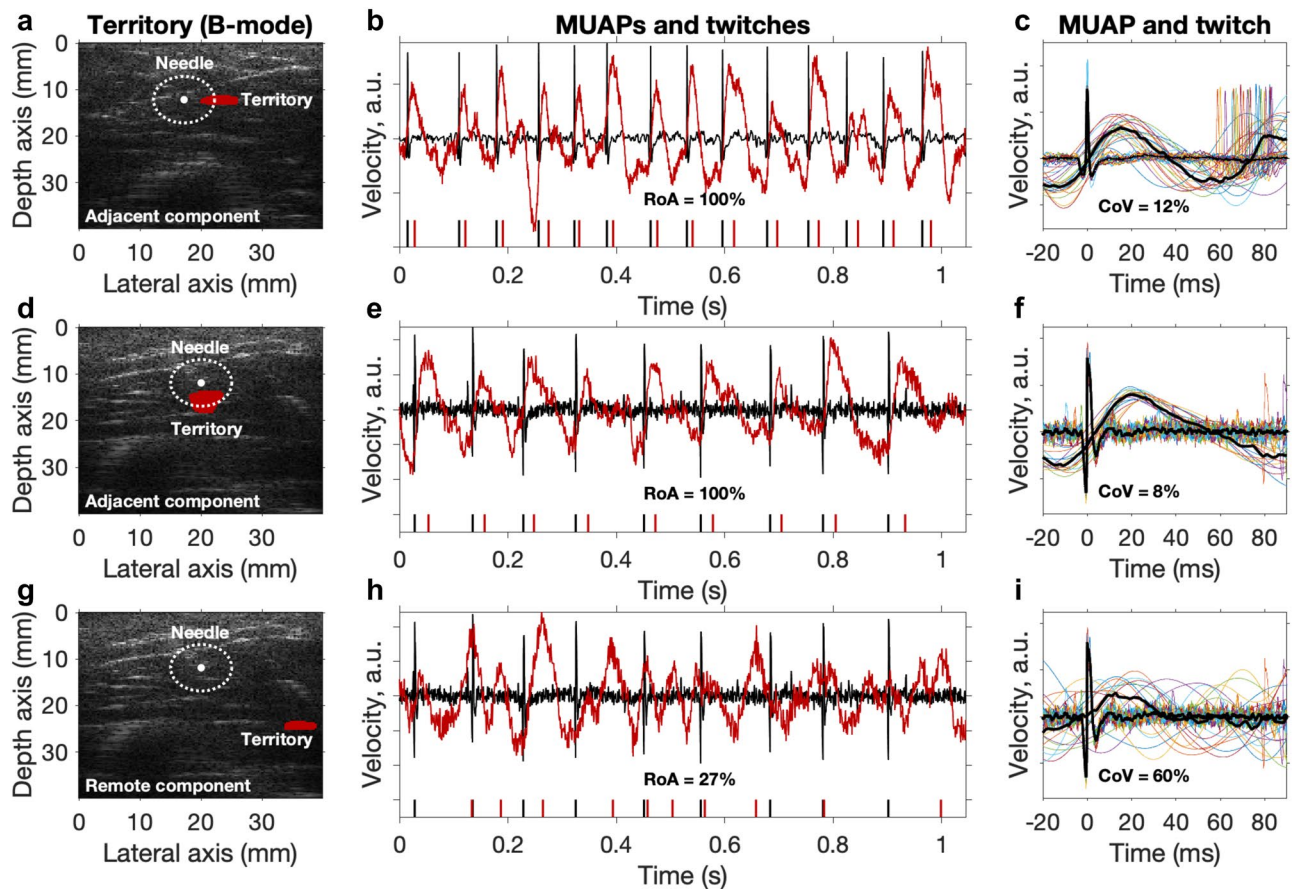 a Territory (B-mode) b MUAPs and twitches c MUAP and twitch
Needle
Territory
Adjacent component
Depth axis (mm)
0
10
20
30
0 10 20 30
Lateral axis (mm)
Velocity, a.u.
RoA = 100%
0 0.2 0.4 0.6 0.8 1
Time (s)
Velocity, a.u.
CoV = 12%
-20 0 20 40 60 80
Time (ms)
d e f
Needle
Territory
Adjacent component
Depth axis (mm)
0
10
20
30
0 10 20 30
Lateral axis (mm)
Velocity, a.u.
RoA = 100%
0 0.2 0.4 0.6 0.8 1
Time (s)
Velocity, a.u.
CoV = 8%
-20 0 20 40 60 80
Time (ms)
g h i
Needle
Territory
Remote component
Depth axis (mm)
0
10
20
30
0 10 20 30
Lateral axis (mm)
Velocity, a.u.
RoA = 27%
0 0.2 0.4 0.6 0.8 1
Time (s)
Velocity, a.u.
CoV = 60%
-20 0 20 40 60 80
Time (ms)